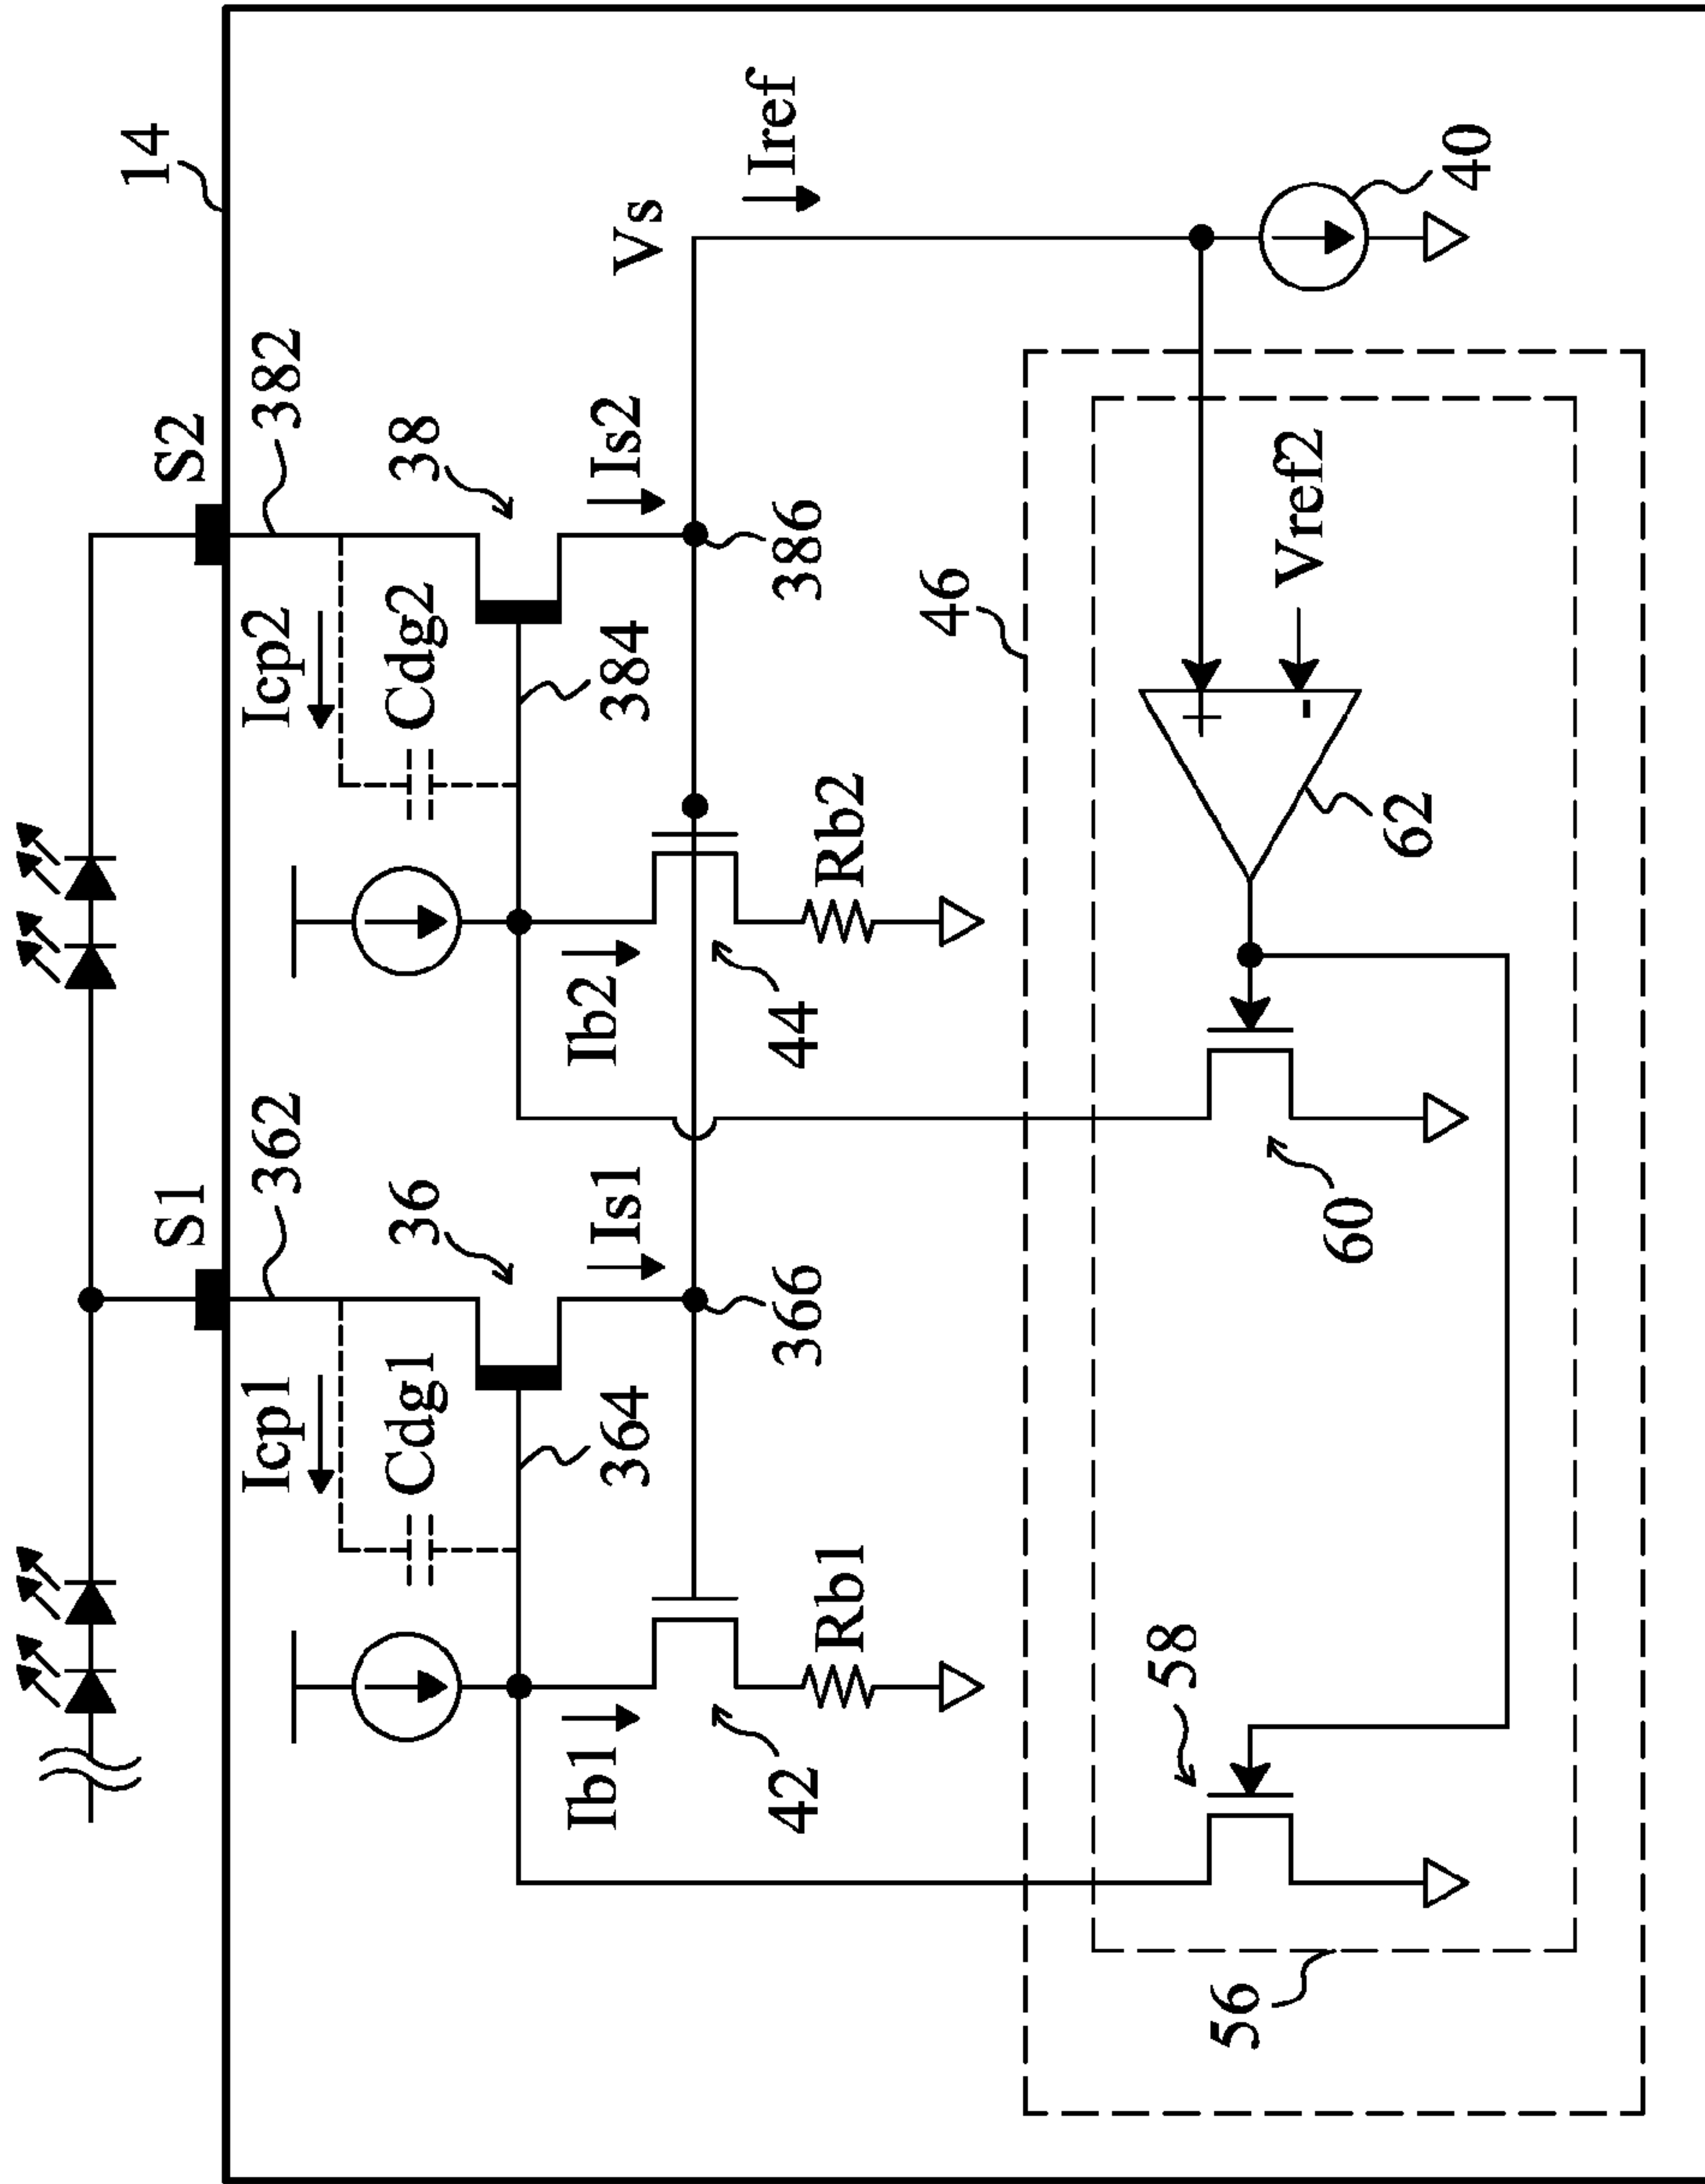 14
S1
S2
362
382
Icp1
Icp2
Cdg1
Cdg2
36
38
364
384
Ib1
Is1
Ib2
Is2
Vs
Iref
366
386
42
Rb1
44
Rb2
46
58
60
+
-
Vref2
62
40
56